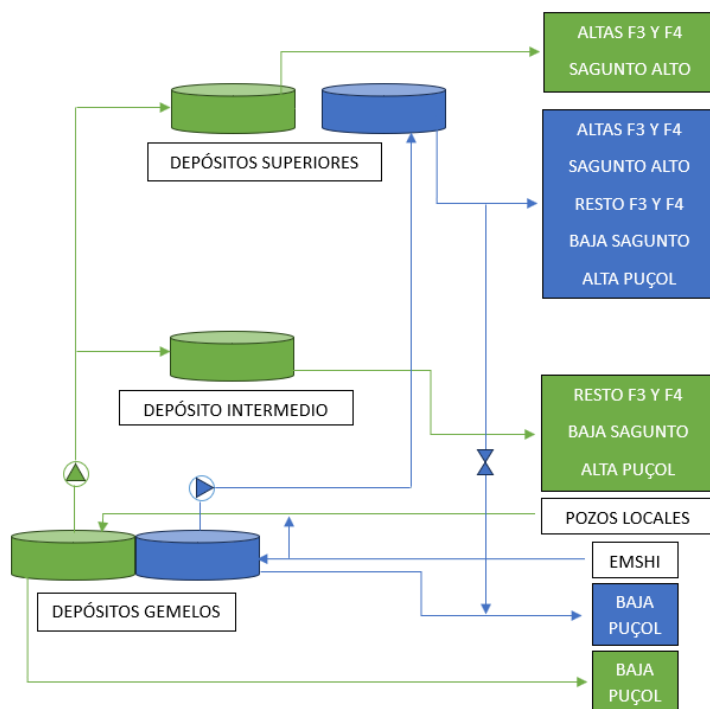 ALTAS F3 Y F4
SAGUNTO ALTO
DEPÓSITOS SUPERIORES
ALTAS F3 Y F4
SAGUNTO ALTO
RESTO F3 Y F4
BAJA SAGUNTO
ALTA PUÇOL
DEPÓSITO INTERMEDIO
RESTO F3 Y F4
BAJA SAGUNTO
ALTA PUÇOL
POZOS LOCALES
EMSHI
DEPÓSITOS GEMELOS
BAJA
PUÇOL
BAJA
PUÇOL